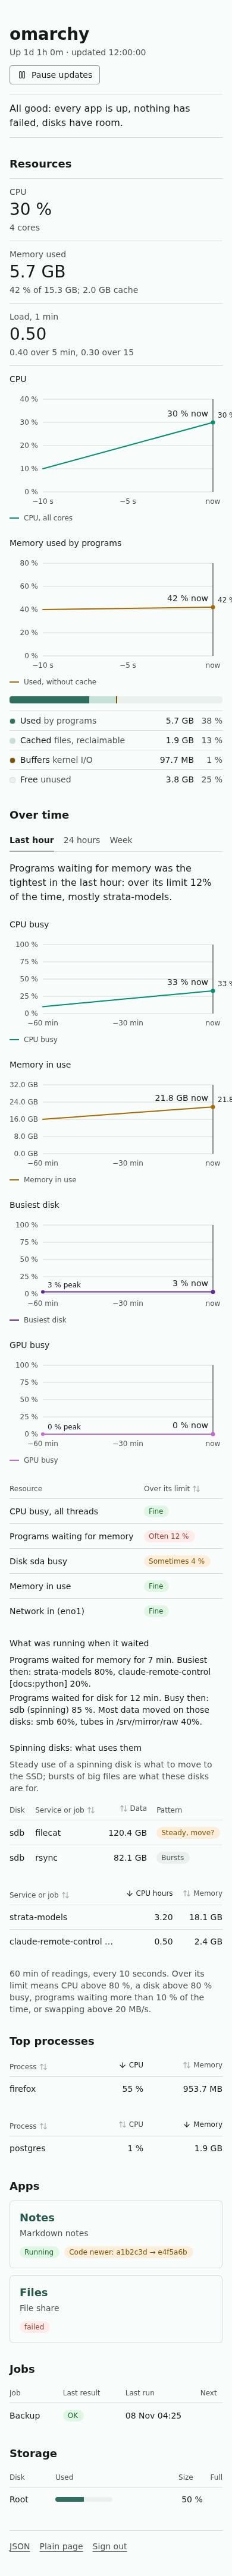 omarchy
Up 1d 1h 0m · updated 12:00:00
Pause updates
All good: every app is up, nothing has
failed, disks have room.
Resources
CPU
30 %
4 cores
Memory used
5.7 GB
42 % of 15.3 GB; 2.0 GB cache
Load, 1 min
0.50
0.40 over 5 min, 0.30 over 15
CPU
40 %
30 % now 30 %
30 %
20 %
10 %
0 %
−10 s −5 s now
CPU, all cores
Memory used by programs
80 %
60 %
42 % now 42 %
40 %
20 %
0 %
−10 s −5 s now
Used, without cache
Used by programs 5.7 GB 38 %
Cached files, reclaimable 1.9 GB 13 %
Buffers kernel I/O 97.7 MB 1 %
Free unused 3.8 GB 25 %
Over time
Last hour 24 hours Week
Programs waiting for memory was the
tightest in the last hour: over its limit 12%
of the time, mostly strata-models.
CPU busy
100 %
75 %
50 %
33 % now 33 %
25 %
0 %
−60 min −30 min now
CPU busy
Memory in use
32.0 GB
24.0 GB
21.8 GB now 21.8
16.0 GB
8.0 GB
0.0 GB
−60 min −30 min now
Memory in use
Busiest disk
100 %
75 %
50 %
25 %
3 % peak 3 % now
0 %
−60 min −30 min now
Busiest disk
GPU busy
100 %
75 %
50 %
25 %
0 % peak 0 % now
0 %
−60 min −30 min now
GPU busy
Resource Over its limit
CPU busy, all threads Fine
Programs waiting for memory Often 12 %
Disk sda busy Sometimes 4 %
Memory in use Fine
Network in (eno1) Fine
What was running when it waited
Programs waited for memory for 7 min. Busiest
then: strata-models 80%, claude-remote-control
[docs:python] 20%.
Programs waited for disk for 12 min. Busy then:
sdb (spinning) 85 %. Most data moved on those
disks: smb 60%, tubes in /srv/mirror/raw 40%.
Spinning disks: what uses them
Steady use of a spinning disk is what to move to
the SSD; bursts of big files are what these disks
are for.
Disk Service or job Data Pattern
sdb filecat 120.4 GB Steady, move?
sdb rsync 82.1 GB Bursts
Service or job CPU hours Memory
strata-models 3.20 18.1 GB
claude-remote-control … 0.50 2.4 GB
60 min of readings, every 10 seconds. Over its
limit means CPU above 80 %, a disk above 80 %
busy, programs waiting more than 10 % of the
time, or swapping above 20 MB/s.
Top processes
Process CPU Memory
firefox 55 % 953.7 MB
Process CPU Memory
postgres 1 % 1.9 GB
Apps
Notes
Markdown notes
Running Code newer: a1b2c3d → e4f5a6b
Files
File share
failed
Jobs
Job Last result Last run Next
Backup OK 08 Nov 04:25
Storage
Disk Used Size Full
Root 50 %
JSON Plain page Sign out